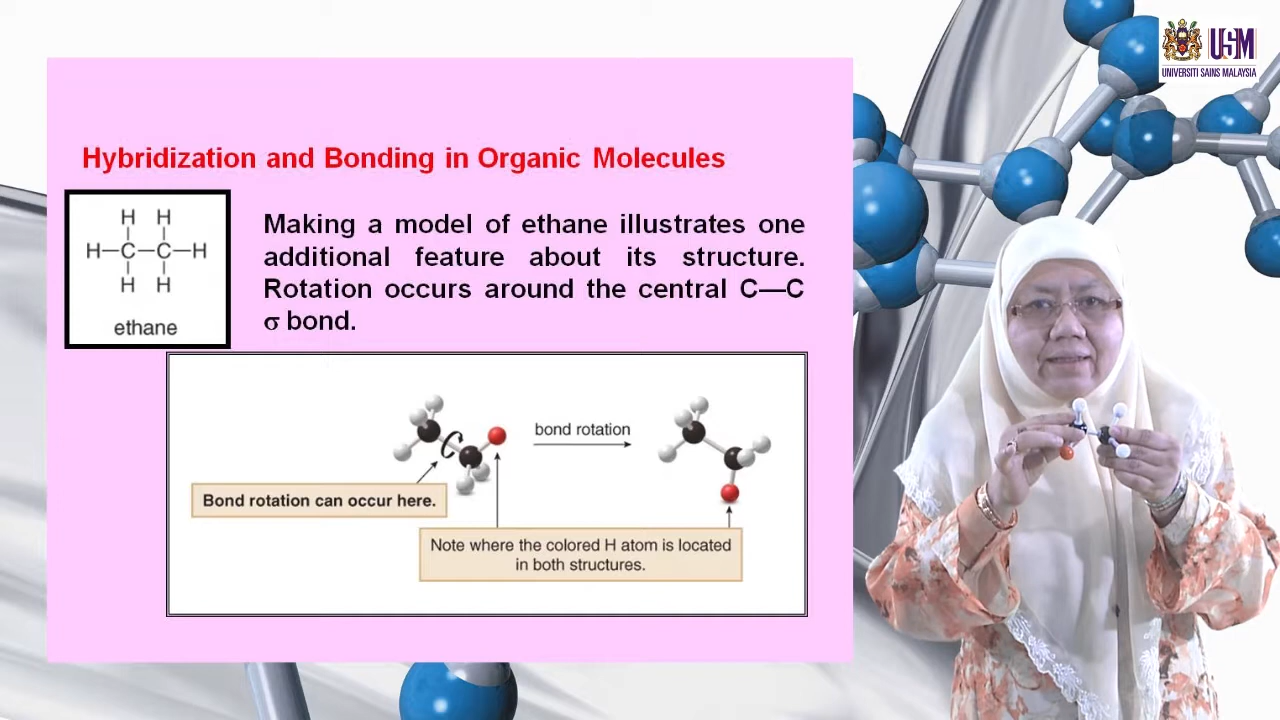 USM
UNIVERSITI SAINS MALAYSIA
Hybridization and Bonding in Organic Molecules
H H
H—C—C—H
H H
ethane
Making a model of ethane illustrates one
additional feature about its structure.
Rotation occurs around the central C—C
σ bond.
bond rotation
Bond rotation can occur here.
Note where the colored H atom is located
in both structures.